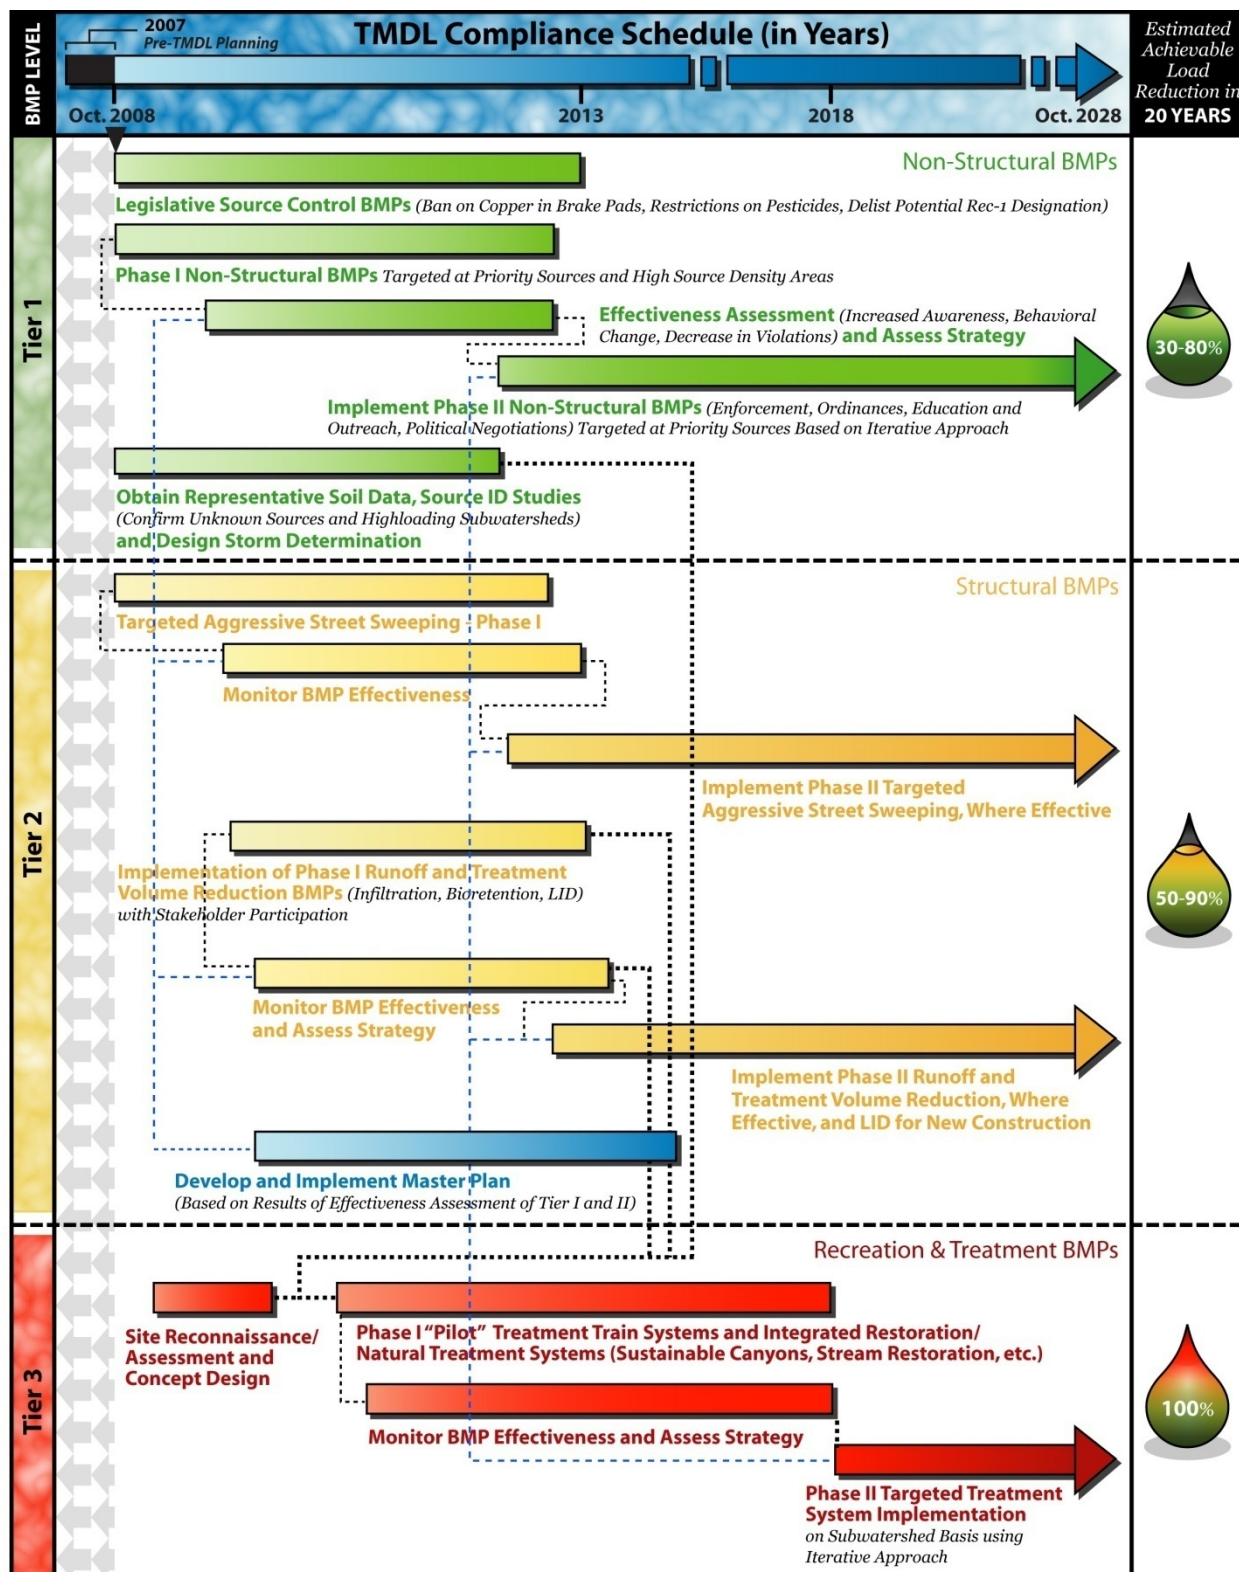 BMP LEVEL
2007
Pre-TMDL Planning
TMDL Compliance Schedule (in Years)
Oct. 2008
2013
2018
Oct. 2028
Estimated
Achievable
Load
Reduction in
20 YEARS
Tier 1
Non-Structural BMPs
Legislative Source Control BMPs (Ban on Copper in Brake Pads, Restrictions on Pesticides, Delist Potential Rec-1 Designation)
Phase I Non-Structural BMPs Targeted at Priority Sources and High Source Density Areas
Effectiveness Assessment (Increased Awareness, Behavioral
Change, Decrease in Violations) and Assess Strategy
Implement Phase II Non-Structural BMPs (Enforcement, Ordinances, Education and
Outreach, Political Negotiations) Targeted at Priority Sources Based on Iterative Approach
Obtain Representative Soil Data, Source ID Studies
(Confirm Unknown Sources and Highloading Subwatersheds)
and Design Storm Determination
30-80%
Tier 2
Structural BMPs
Targeted Aggressive Street Sweeping - Phase I
Monitor BMP Effectiveness
Implement Phase II Targeted
Aggressive Street Sweeping, Where Effective
Implementation of Phase I Runoff and Treatment
Volume Reduction BMPs (Infiltration, Bioretention, LID)
with Stakeholder Participation
Monitor BMP Effectiveness
and Assess Strategy
Implement Phase II Runoff and
Treatment Volume Reduction, Where
Effective, and LID for New Construction
Develop and Implement Master Plan
(Based on Results of Effectiveness Assessment of Tier I and II)
50-90%
Tier 3
Recreation & Treatment BMPs
Site Reconnaissance/
Assessment and
Concept Design
Phase I "Pilot" Treatment Train Systems and Integrated Restoration/
Natural Treatment Systems (Sustainable Canyons, Stream Restoration, etc.)
Monitor BMP Effectiveness and Assess Strategy
Phase II Targeted Treatment
System Implementation
on Subwatershed Basis using
Iterative Approach
100%